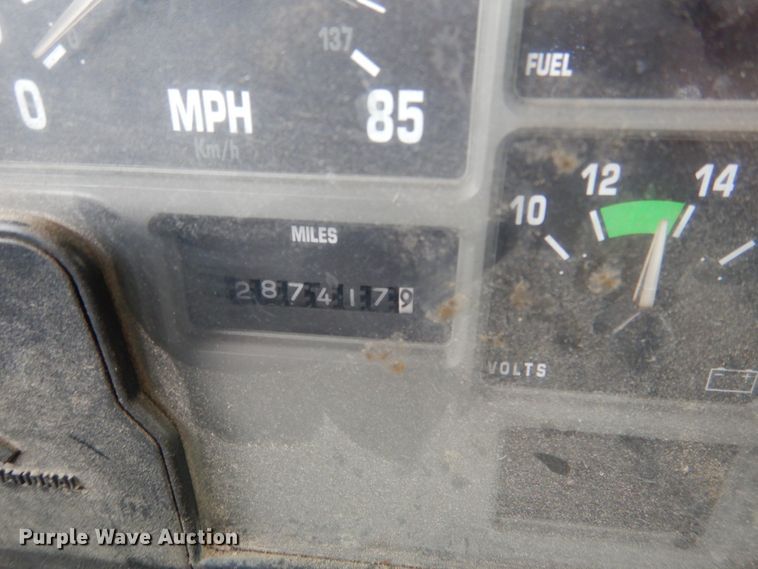 137
FUEL
0 MPH 85
Km/h
10 12 14
MILES
2874179
VOLTS
- +
Purple Wave Auction